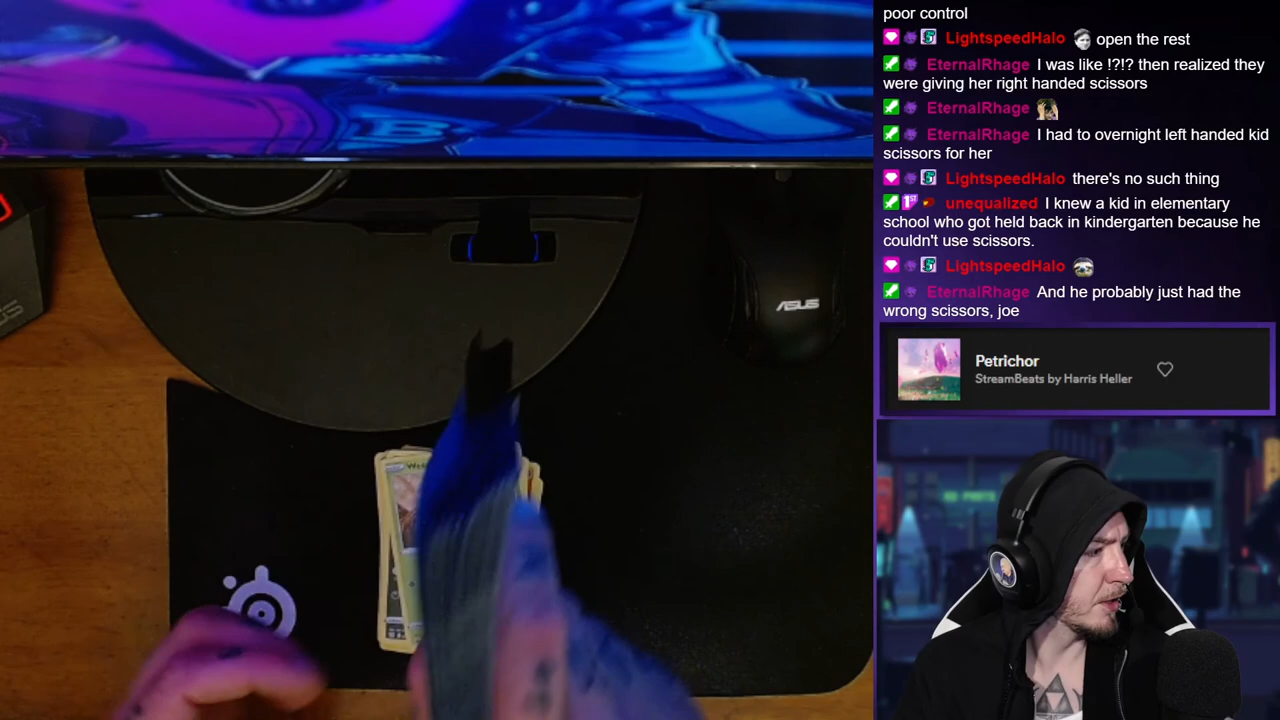 poor control
LightspeedHalo open the rest
EternalRhage I was like !?!? then realized they
were giving her right handed scissors
EternalRhage
EternalRhage I had to overnight left handed kid
scissors for her
LightspeedHalo there's no such thing
1ST unequalized I knew a kid in elementary
school who got held back in kindergarten because he
couldn't use scissors.
LightspeedHalo
EternalRhage And he probably just had the
wrong scissors, joe
Petrichor
StreamBeats by Harris Heller
ASUS